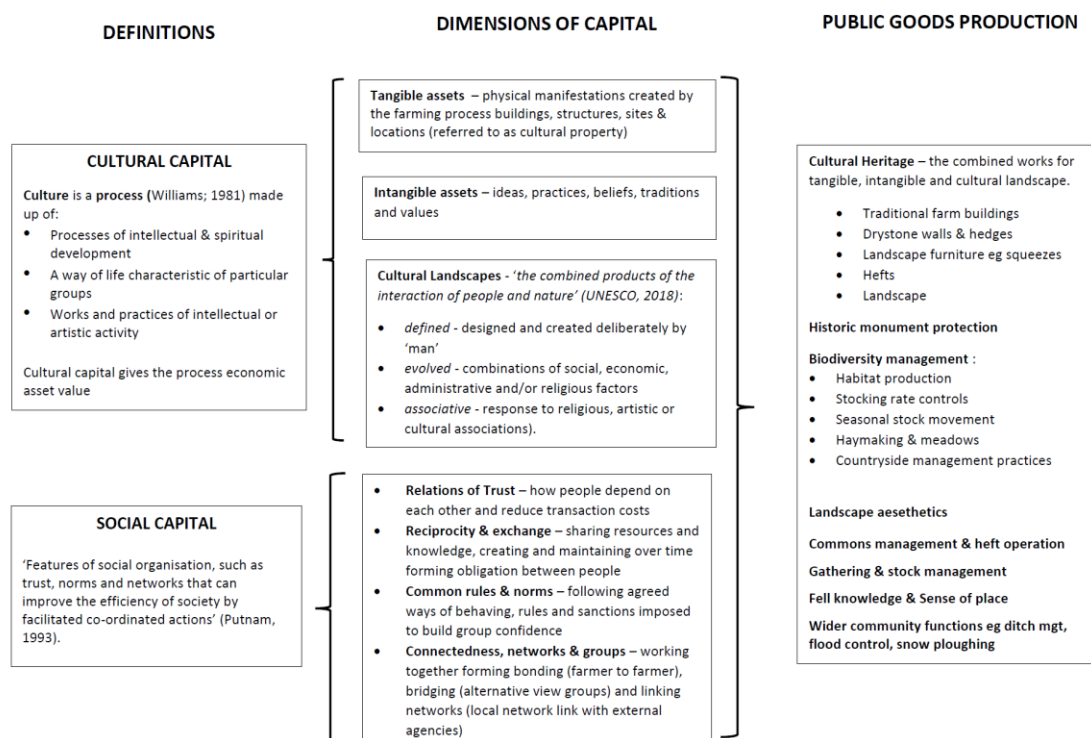 DEFINITIONS
DIMENSIONS OF CAPITAL
PUBLIC GOODS PRODUCTION
CULTURAL CAPITAL
Culture is a process (Williams; 1981) made
up of:
• Processes of intellectual & spiritual
development
• A way of life characteristic of particular
groups
• Works and practices of intellectual or
artistic activity
Cultural capital gives the process economic
asset value
SOCIAL CAPITAL
‘Features of social organisation, such as
trust, norms and networks that can
improve the efficiency of society by
facilitated co-ordinated actions’ (Putnam,
1993).
Tangible assets – physical manifestations created by
the farming process buildings, structures, sites &
locations (referred to as cultural property)
Intangible assets – ideas, practices, beliefs, traditions
and values
Cultural Landscapes - ‘the combined products of the
interaction of people and nature’ (UNESCO, 2018):
• defined - designed and created deliberately by
‘man’
• evolved - combinations of social, economic,
administrative and/or religious factors
• associative - response to religious, artistic or
cultural associations).
• Relations of Trust – how people depend on
each other and reduce transaction costs
• Reciprocity & exchange – sharing resources and
knowledge, creating and maintaining over time
forming obligation between people
• Common rules & norms – following agreed
ways of behaving, rules and sanctions imposed
to build group confidence
• Connectedness, networks & groups – working
together forming bonding (farmer to farmer),
bridging (alternative view groups) and linking
networks (local network link with external
agencies)
Cultural Heritage – the combined works for
tangible, intangible and cultural landscape.
• Traditional farm buildings
• Drystone walls & hedges
• Landscape furniture eg squeezes
• Hefts
• Landscape
Historic monument protection
Biodiversity management :
• Habitat production
• Stocking rate controls
• Seasonal stock movement
• Haymaking & meadows
• Countryside management practices
Landscape aesethetics
Commons management & heft operation
Gathering & stock management
Fell knowledge & Sense of place
Wider community functions eg ditch mgt,
flood control, snow ploughing